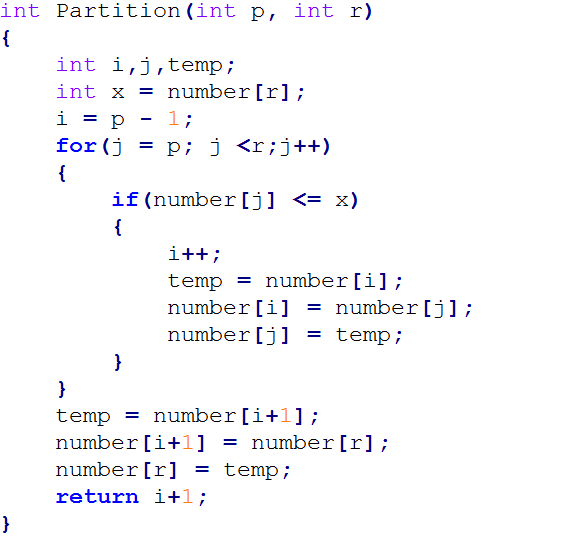 int Partition(int p, int r)
{
    int i,j,temp;
    int x = number[r];
    i = p - 1;
    for(j = p; j <r;j++)
    {
        if(number[j] <= x)
        {
            i++;
            temp = number[i];
            number[i] = number[j];
            number[j] = temp;
        }
    }
    temp = number[i+1];
    number[i+1] = number[r];
    number[r] = temp;
    return i+1;
}